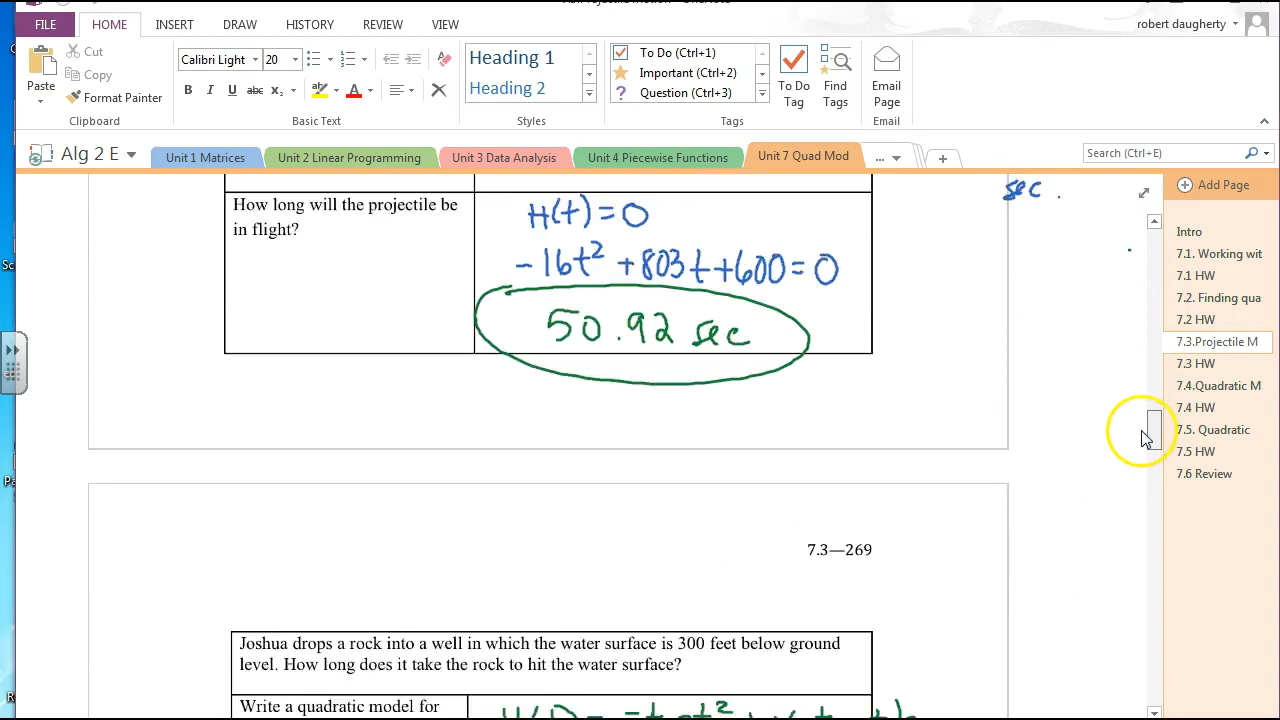 FILE HOME INSERT DRAW HISTORY REVIEW VIEW robert daugherty
Cut
Copy
Format Painter
Paste
Clipboard
Calibri Light 20
B I U abc x₂ A
Basic Text
Heading 1
Heading 2
Styles
To Do (Ctrl+1)
Important (Ctrl+2)
Question (Ctrl+3)
Tags
To Do Tag
Find Tags
Email Page
Email
Alg 2 E Unit 1 Matrices Unit 2 Linear Programming Unit 3 Data Analysis Unit 4 Piecewise Functions Unit 7 Quad Mod ... Search (Ctrl+E)
Add Page
Intro
7.1. Working wit
7.1 HW
7.2. Finding qua
7.2 HW
7.3.Projectile M
7.3 HW
7.4.Quadratic M
7.4 HW
7.5. Quadratic
7.5 HW
7.6 Review
sec .
How long will the projectile be
in flight?
H(t) = 0
-16t² + 803t + 600 = 0
50.92 sec
7.3—269
Joshua drops a rock into a well in which the water surface is 300 feet below ground
level. How long does it take the rock to hit the water surface?
Write a quadratic model for